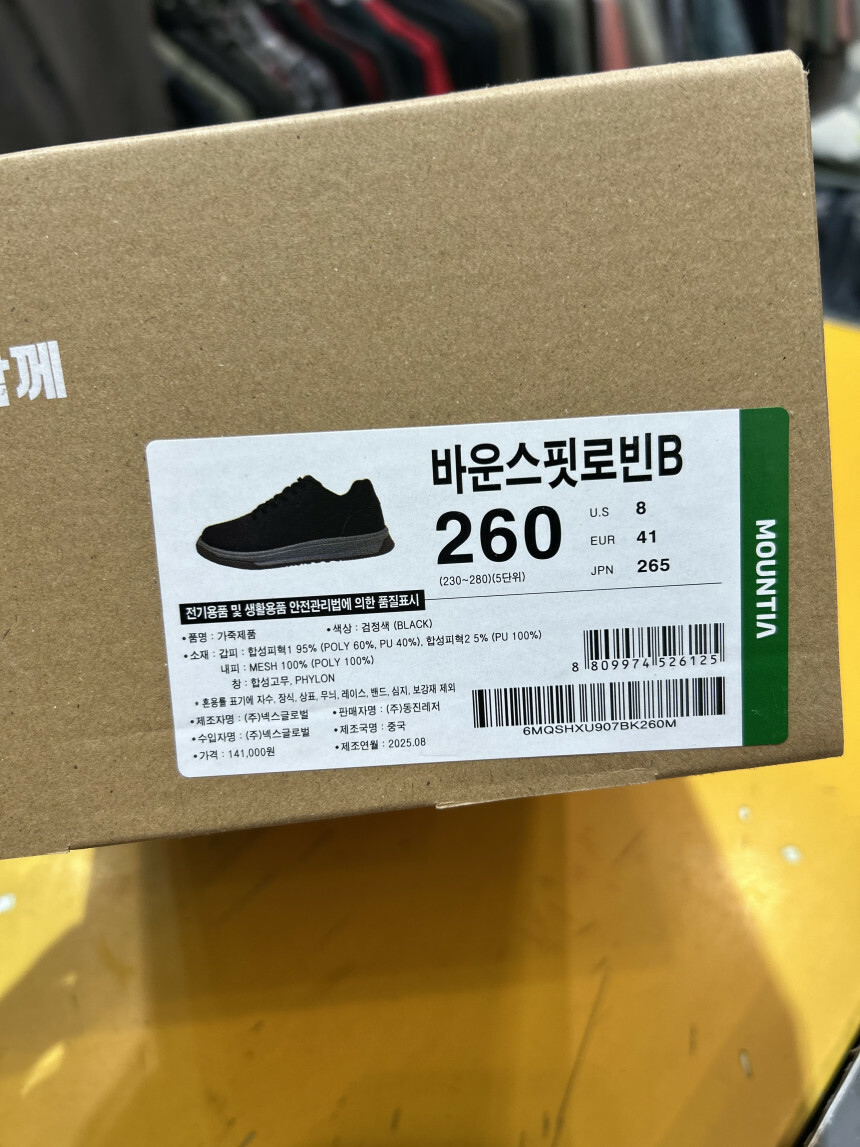 께
바운스핏로빈B
260
U.S 8
EUR 41
JPN 265
(230~280)(5단위)
MOUNTIA
전기용품 및 생활용품 안전관리법에 의한 품질표시
•품명 : 가죽제품 •색상 : 검정색 (BLACK)
•소재 : 갑피 : 합성피혁1 95% (POLY 60%, PU 40%), 합성피혁2 5% (PU 100%)
내피 : MESH 100% (POLY 100%)
창 : 합성고무, PHYLON
* 혼용률 표기에 자수, 장식, 상표, 무늬, 레이스, 밴드, 심지, 보강재 제외
•제조자명 : (주)넥스글로벌 •판매자명 : (주)동진레저
•수입자명 : (주)넥스글로벌 •제조국명 : 중국
•가격 : 141,000원 •제조연월 : 2025.08
8 809974 526125
6MQSHXU907BK260M